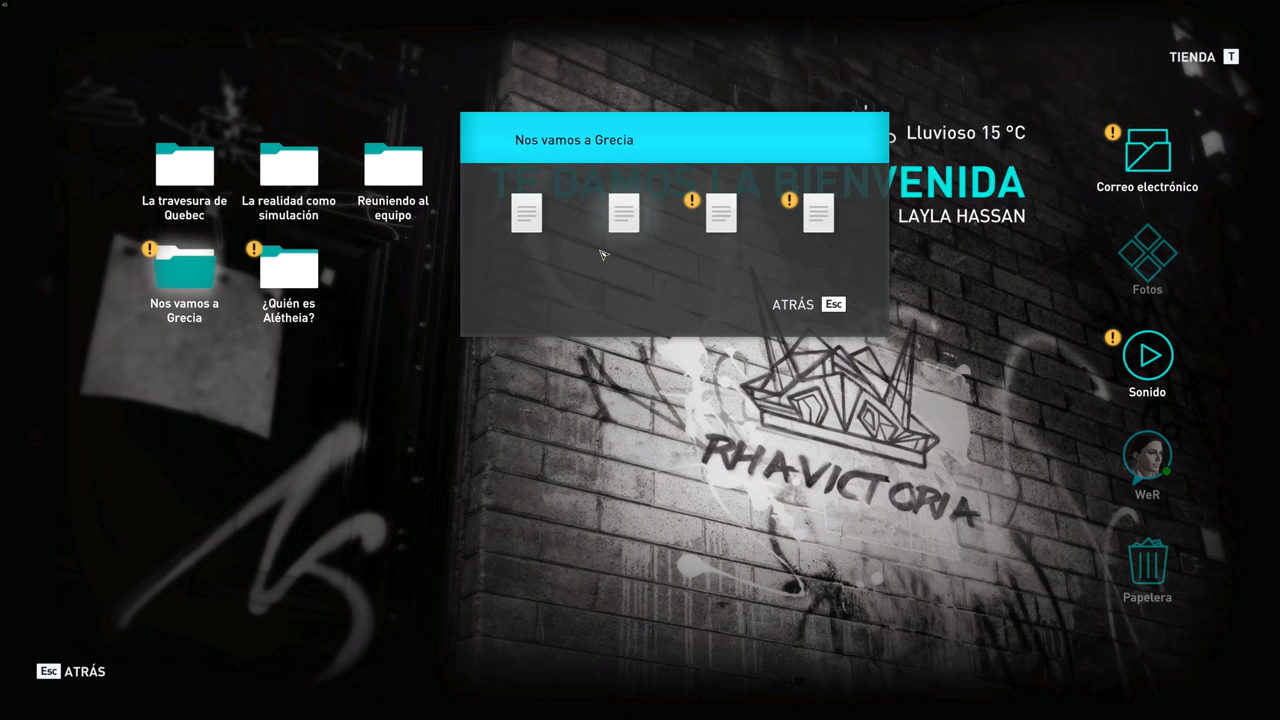 45
TIENDA T
Nos vamos a Grecia
Lluvioso 15 °C
TE DAMOS LA BIENVENIDA
LAYLA HASSAN
Correo electrónico
La travesura de
Quebec
La realidad como
simulación
Reuniendo al
equipo
Nos vamos a
Grecia
¿Quién es
Alétheia?
ATRÁS Esc
Fotos
Sonido
WeR
Papelera
RHAVICTORIA
Esc ATRÁS